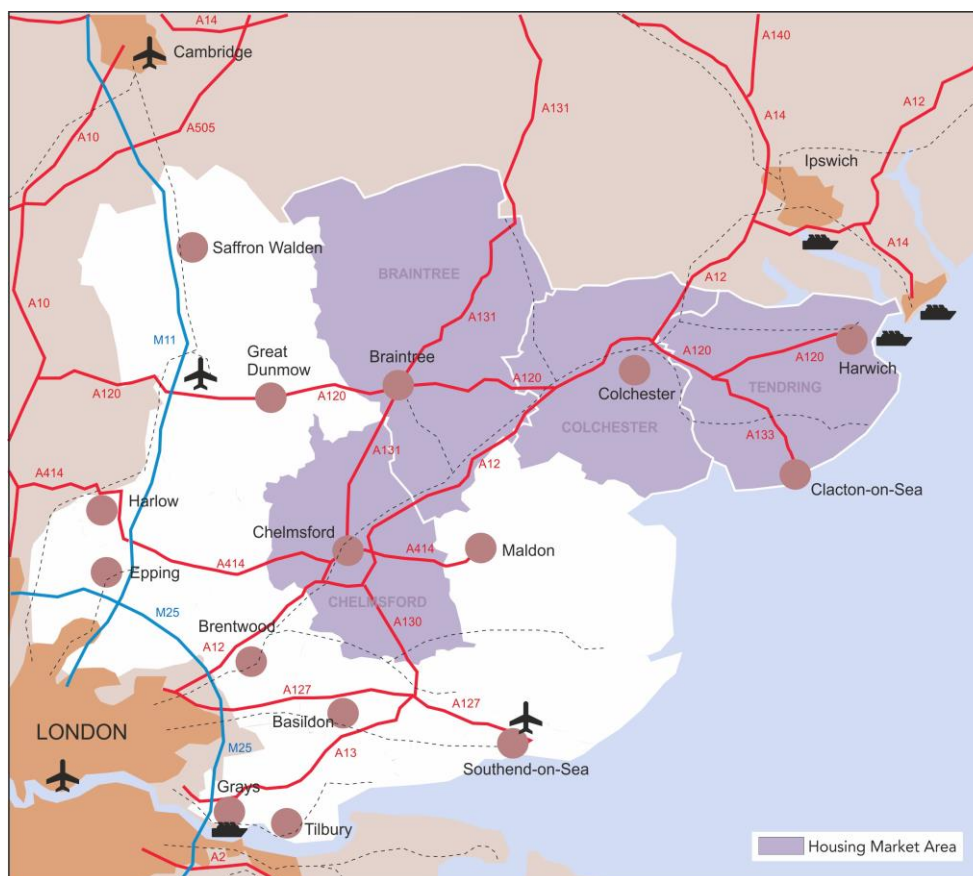 A14
A140
Cambridge
A12
A131
A10
A14
A505
Ipswich
Saffron Walden
BRAINTREE
A14
A12
A10
A131
M11
Great
Dunmow
Braintree
A120
A120
Harwich
A120
A120
A120
Colchester
TENDRING
COLCHESTER
A133
A131
A12
A414
Clacton-on-Sea
Harlow
Chelmsford
A414
Maldon
A414
Epping
M25
CHELMSFORD
Brentwood
A130
A12
A127
A127
Basildon
LONDON
M25
A13
Southend-on-Sea
Grays
Tilbury
A2
Housing Market Area